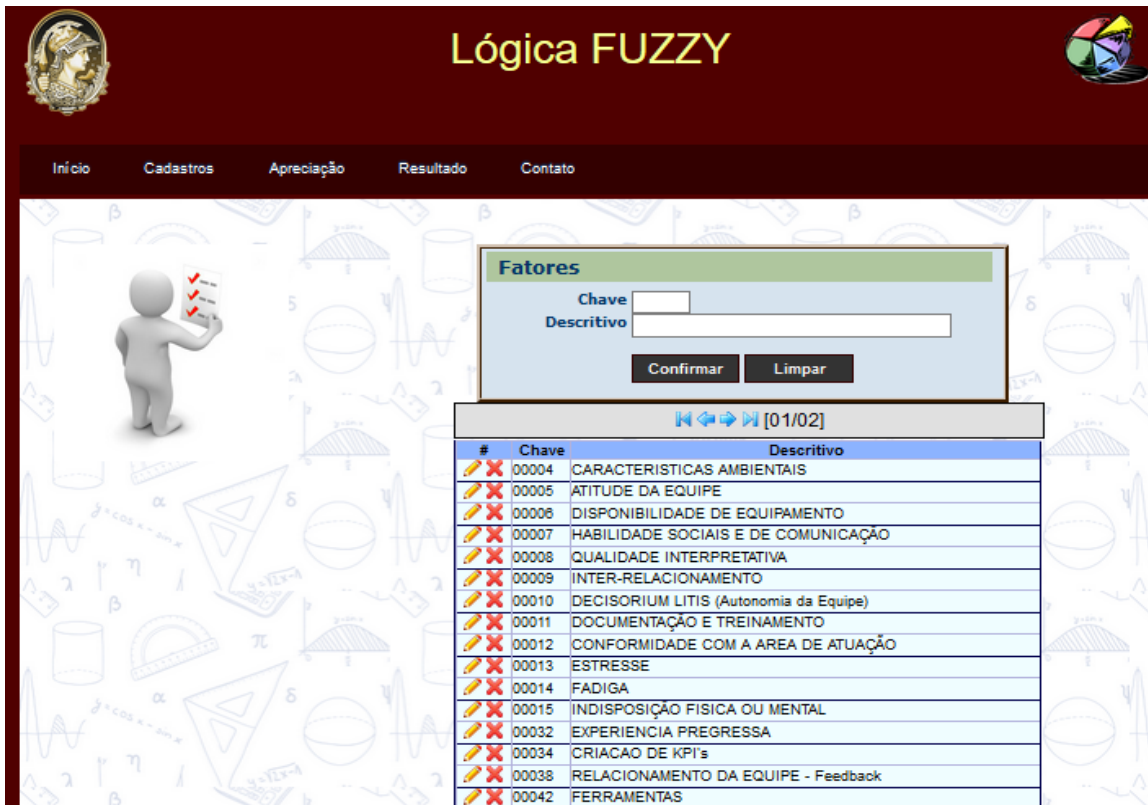 Lógica FUZZY
Início Cadastros Apreciação Resultado Contato
Fatores
Chave
Descritivo
Confirmar Limpar
[01/02]
# Chave Descritivo
00004 CARACTERISTICAS AMBIENTAIS
00005 ATITUDE DA EQUIPE
00006 DISPONIBILIDADE DE EQUIPAMENTO
00007 HABILIDADE SOCIAIS E DE COMUNICAÇÃO
00008 QUALIDADE INTERPRETATIVA
00009 INTER-RELACIONAMENTO
00010 DECISORIUM LITIS (Autonomia da Equipe)
00011 DOCUMENTAÇÃO E TREINAMENTO
00012 CONFORMIDADE COM A AREA DE ATUAÇÃO
00013 ESTRESSE
00014 FADIGA
00015 INDISPOSIÇÃO FISICA OU MENTAL
00032 EXPERIENCIA PREGRESSA
00034 CRIACAO DE KPI's
00038 RELACIONAMENTO DA EQUIPE - Feedback
00042 FERRAMENTAS